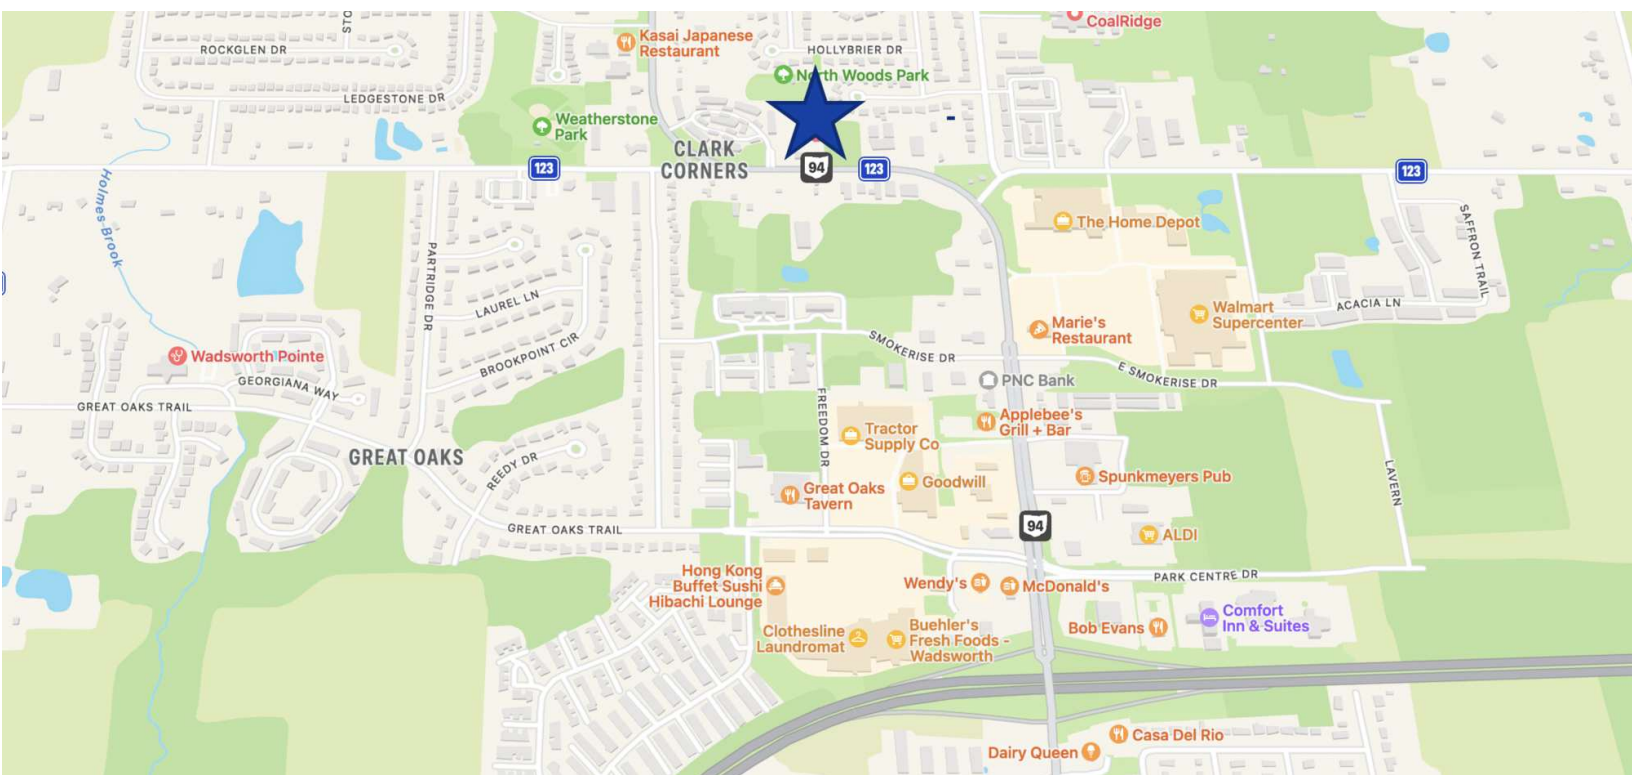 CoalRidge
STO
ROCKGLEN DR
Kasai Japanese
Restaurant
HOLLYBRIER DR
North Woods Park
LEDGESTONE DR
Weatherstone
Park
CLARK
CORNERS
123
94
123
123
Holmes Brook
The Home Depot
SAFFRON TRAIL
PARTRIDGE DR
LAUREL LN
ACACIA LN
Walmart
Supercenter
Marie's
Restaurant
SMOKERISE DR
BROOKPOINT CIR
Wadsworth Pointe
E SMOKERISE DR
PNC Bank
GEORGIANA WAY
GREAT OAKS TRAIL
FREEDOM DR
Applebee's
Grill + Bar
Tractor
Supply Co
GREAT OAKS
REEDY DR
Goodwill
Spunkmeyers Pub
LAVERN
Great Oaks
Tavern
GREAT OAKS TRAIL
94
ALDI
Hong Kong
Buffet Sushi
Hibachi Lounge
Wendy's
McDonald's
PARK CENTRE DR
Clothesline
Laundromat
Buehler's
Fresh Foods -
Wadsworth
Bob Evans
Comfort
Inn & Suites
Casa Del Rio
Dairy Queen